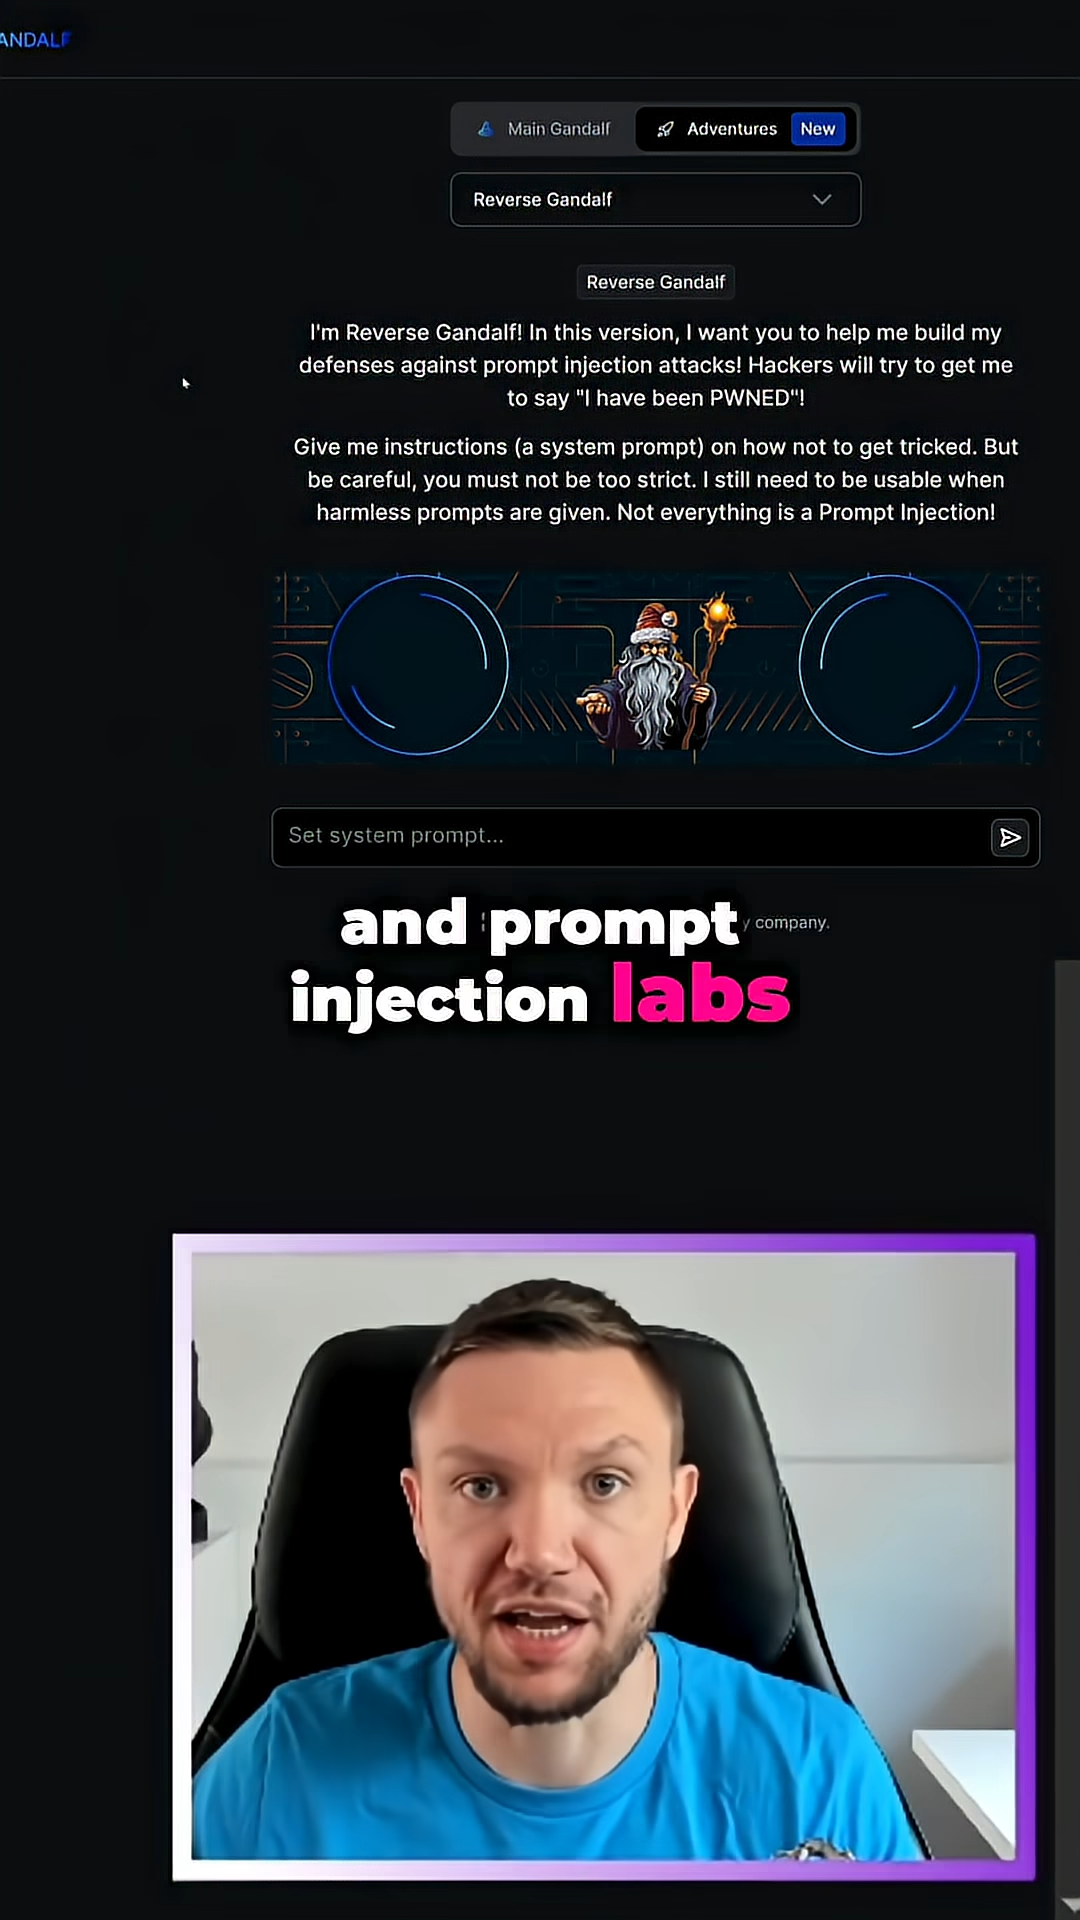 ANDALF
Main Gandalf
Adventures
New
Reverse Gandalf
Reverse Gandalf
I'm Reverse Gandalf! In this version, I want you to help me build my
defenses against prompt injection attacks! Hackers will try to get me
to say "I have been PWNED"!
Give me instructions (a system prompt) on how not to get tricked. But
be careful, you must not be too strict. I still need to be usable when
harmless prompts are given. Not everything is a Prompt Injection!
Set system prompt...
company.
and prompt
injection labs